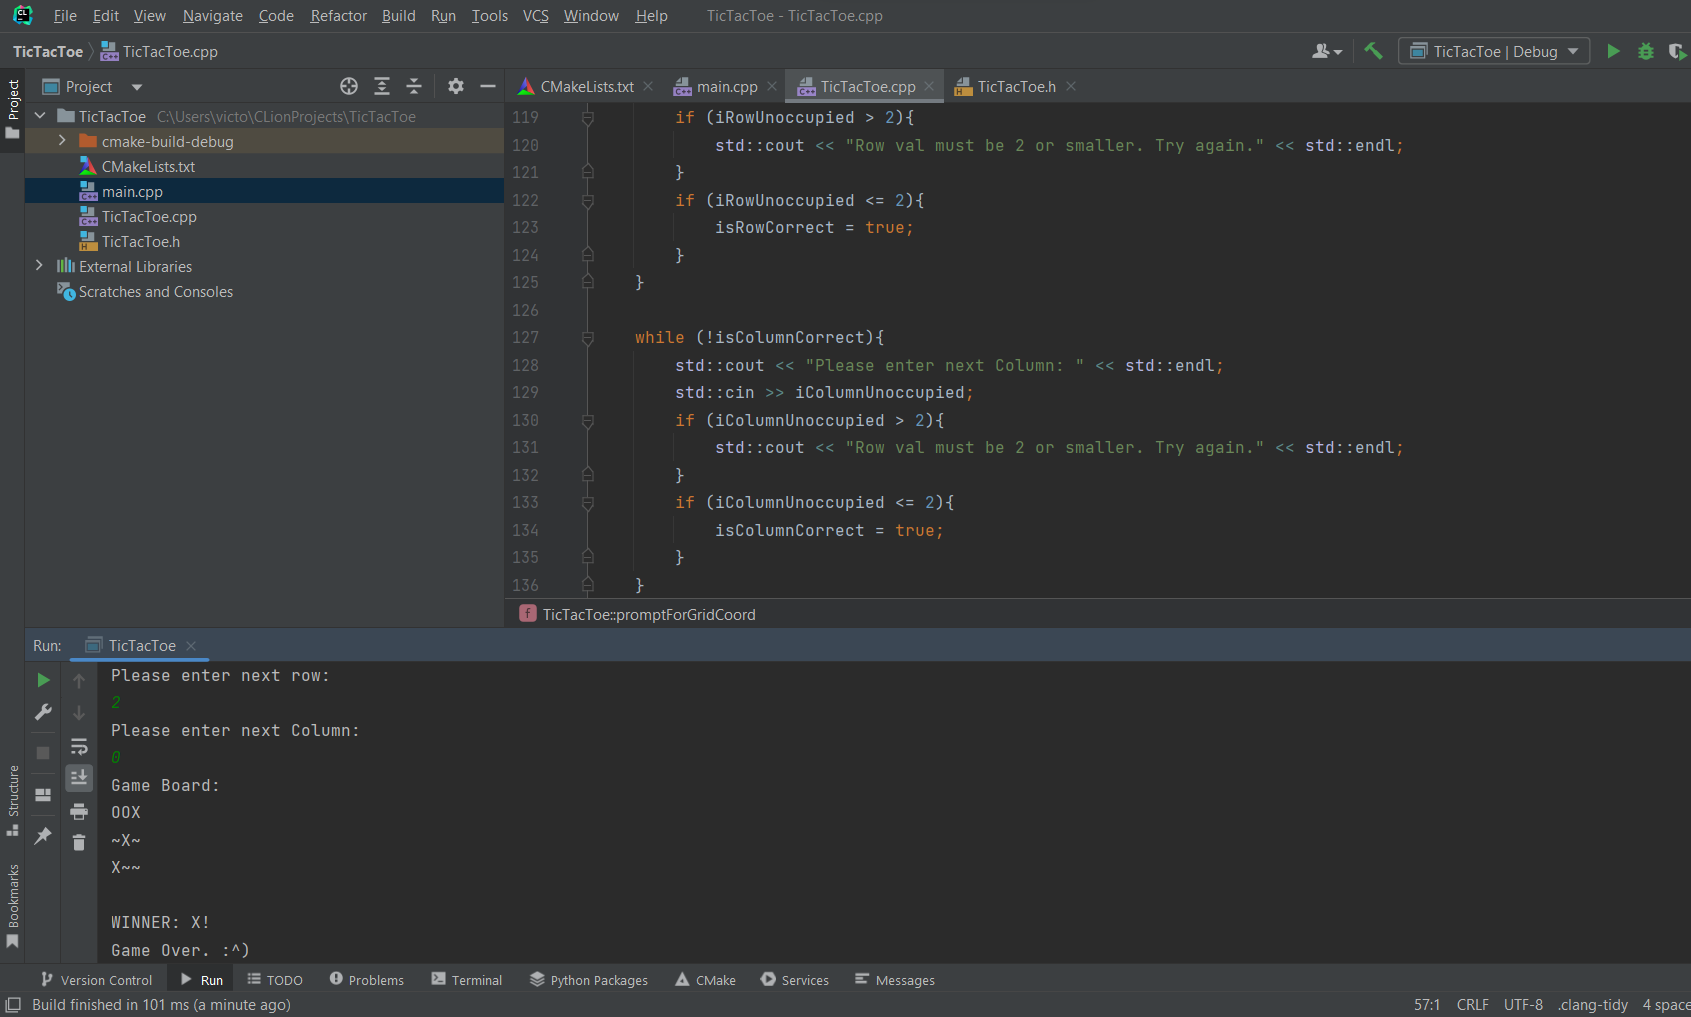 CL File Edit View Navigate Code Refactor Build Run Tools VCS Window Help TicTacToe - TicTacToe.cpp
TicTacToe TicTacToe.cpp TicTacToe | Debug
Project
Project
CMakeLists.txt main.cpp TicTacToe.cpp TicTacToe.h
TicTacToe C:\Users\victo\CLionProjects\TicTacToe
cmake-build-debug
CMakeLists.txt
main.cpp
TicTacToe.cpp
TicTacToe.h
External Libraries
Scratches and Consoles
119 if (iRowUnoccupied > 2){
120 std::cout << "Row val must be 2 or smaller. Try again." << std::endl;
121 }
122 if (iRowUnoccupied <= 2){
123 isRowCorrect = true;
124 }
125 }
126
127 while (!isColumnCorrect){
128 std::cout << "Please enter next Column: " << std::endl;
129 std::cin >> iColumnUnoccupied;
130 if (iColumnUnoccupied > 2){
131 std::cout << "Row val must be 2 or smaller. Try again." << std::endl;
132 }
133 if (iColumnUnoccupied <= 2){
134 isColumnCorrect = true;
135 }
136 }
f TicTacToe::promptForGridCoord
Run: TicTacToe
Please enter next row:
2
Please enter next Column:
0
Game Board:
OOX
~X~
X~~
WINNER: X!
Game Over. :^)
Structure
Bookmarks
Version Control Run TODO Problems Terminal Python Packages CMake Services Messages
Build finished in 101 ms (a minute ago) 57:1 CRLF UTF-8 .clang-tidy 4 space